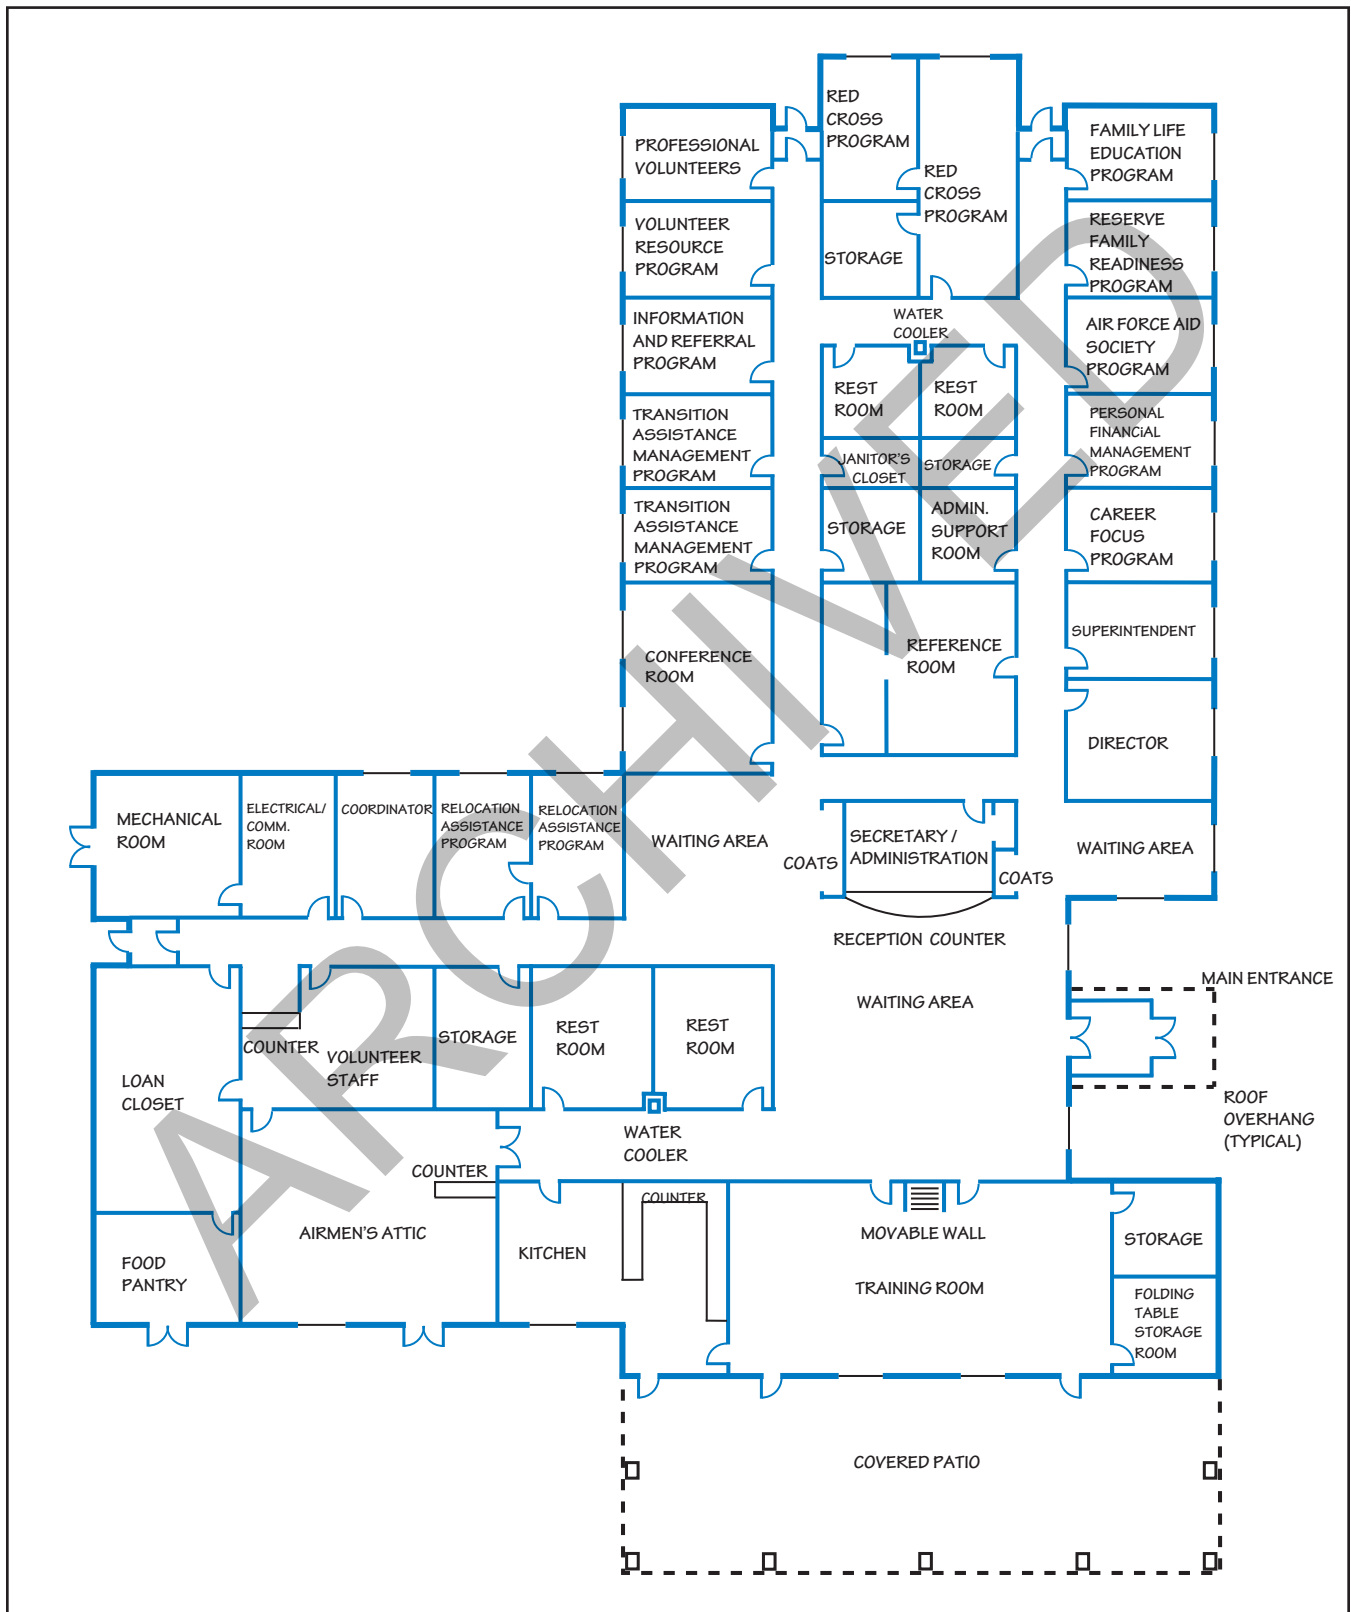 RED
CROSS
PROGRAM
PROFESSIONAL
VOLUNTEERS
RED
CROSS
PROGRAM
FAMILY LIFE
EDUCATION
PROGRAM
VOLUNTEER
RESOURCE
PROGRAM
STORAGE
RESERVE
FAMILY
READINESS
PROGRAM
INFORMATION
AND REFERRAL
PROGRAM
WATER
COOLER
AIR FORCE AID
SOCIETY
PROGRAM
REST
ROOM
REST
ROOM
TRANSITION
ASSISTANCE
MANAGEMENT
PROGRAM
JANITOR'S
CLOSET
STORAGE
PERSONAL
FINANCiAL
MANAGEMENT
PROGRAM
TRANSITION
ASSISTANCE
MANAGEMENT
PROGRAM
STORAGE
ADMIN.
SUPPORT
ROOM
CAREER
FOCUS
PROGRAM
CONFERENCE
ROOM
REFERENCE
ROOM
SUPERINTENDENT
DIRECTOR
MECHANICAL
ROOM
ELECTRICAL/
COMM.
ROOM
COORDINATOR
RELOCATION
ASSISTANCE
PROGRAM
RELOCATION
ASSISTANCE
PROGRAM
WAITING AREA
COATS
SECRETARY /
ADMINISTRATION
COATS
WAITING AREA
RECEPTION COUNTER
WAITING AREA
MAIN ENTRANCE
ROOF
OVERHANG
(TYPICAL)
COUNTER
VOLUNTEER
STAFF
STORAGE
REST
ROOM
REST
ROOM
LOAN
CLOSET
WATER
COOLER
COUNTER
COUNTER
AIRMEN'S ATTIC
KITCHEN
MOVABLE WALL
TRAINING ROOM
STORAGE
FOOD
PANTRY
FOLDING
TABLE
STORAGE
ROOM
COVERED PATIO
ARCHIVED